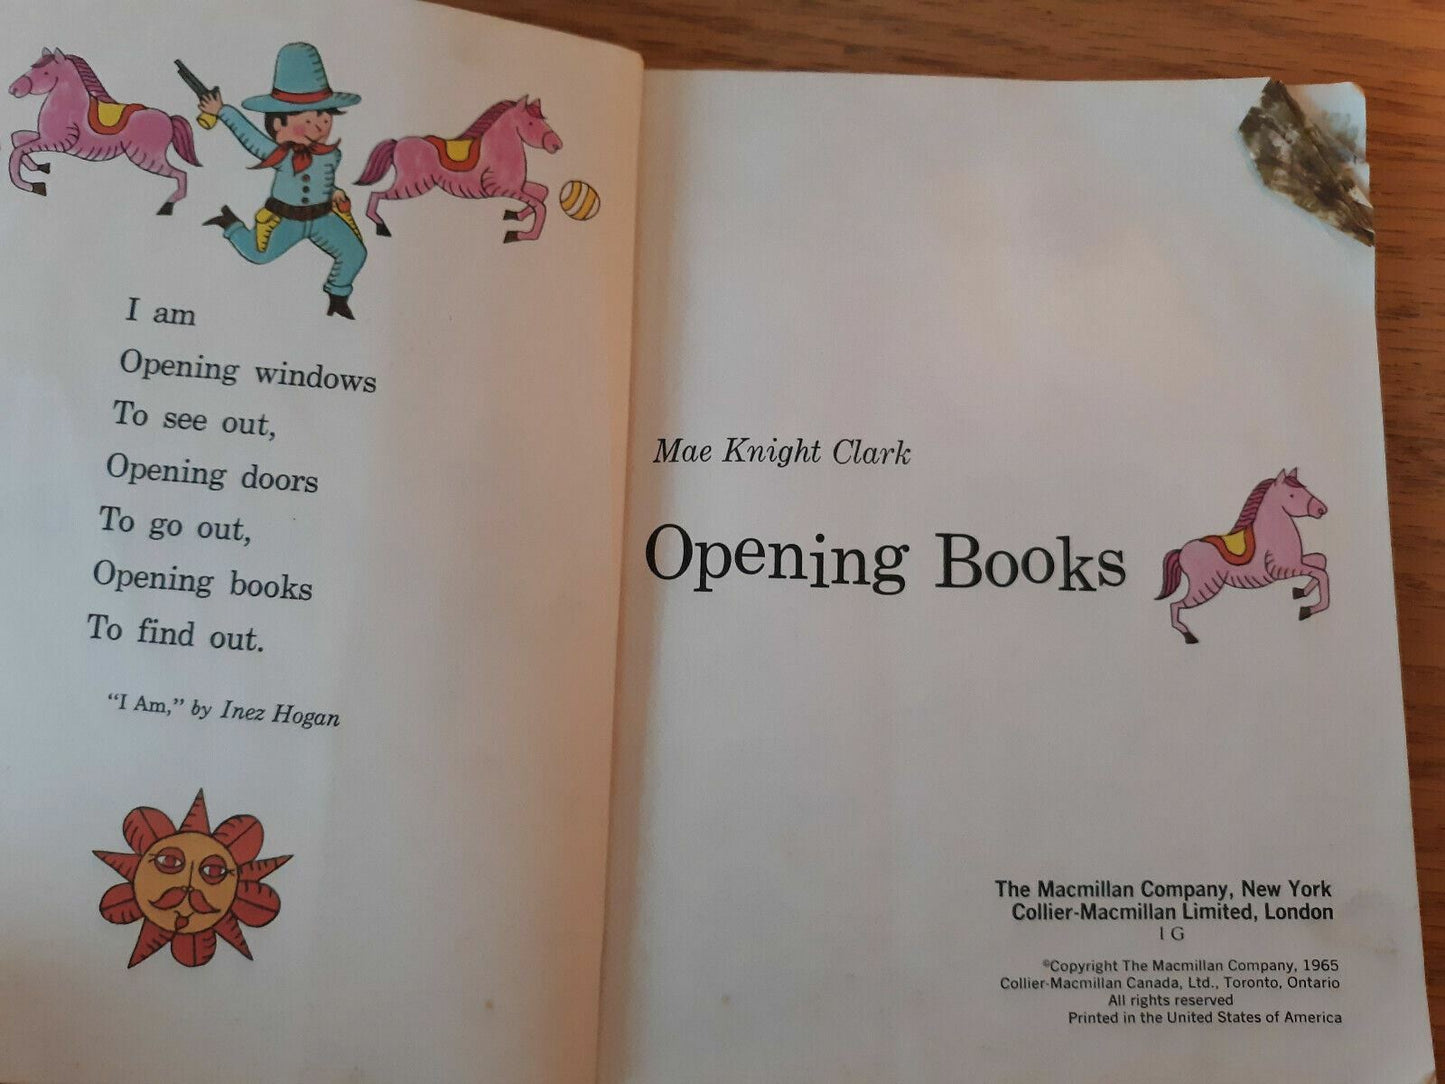 I am
Opening windows
To see out,
Opening doors
To go out,
Opening books
To find out.
“I Am,” by Inez Hogan
Mae Knight Clark
Opening Books
The Macmillan Company, New York
Collier-Macmillan Limited, London
1 G
©Copyright The Macmillan Company, 1965
Collier-Macmillan Canada, Ltd., Toronto, Ontario
All rights reserved
Printed in the United States of America